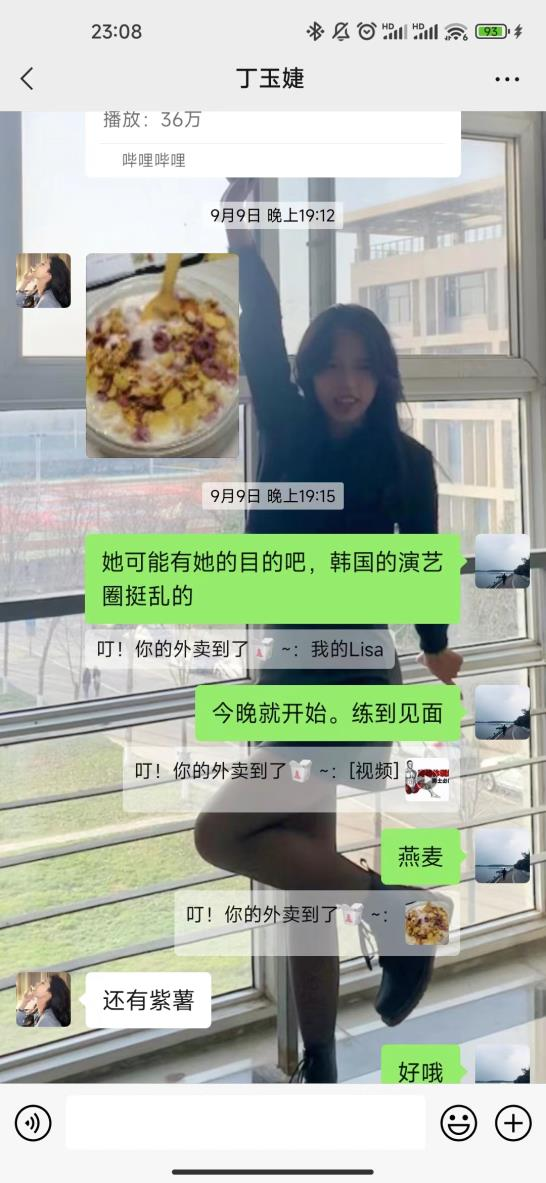 23:08
HD
HD
6
93
丁玉婕
播放：36万
哔哩哔哩
9月9日 晚上19:12
9月9日 晚上19:15
她可能有她的目的吧，韩国的演艺
圈挺乱的
叮！你的外卖到了🥡 ~：我的Lisa
今晚就开始。练到见面
叮！你的外卖到了🥡 ~：[视频]
燕麦
叮！你的外卖到了🥡 ~：
还有紫薯
好哦